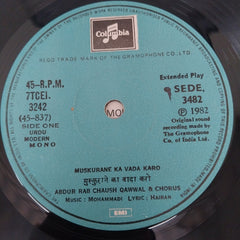 Columbia
REGD TRADE MARK OF THE GRAMOPHONE CO. LTD.
45-R.P.M.
7TCEI.
3242
(45-837)
SIDE ONE
URDU
MODERN
MONO
MO'
Extended Play
SEDE.
3482
℗ 1982
Original sound
recording made by
The Gramophone
Co. of India Ltd.
MUSKURANE KA VADA KARO
मुस्कुराने का वादा करो
ABDUR RAB CHAUSH QAWWAL & CHORUS
Music : MOHAMMADI Lyric : HAIRAN
EMI